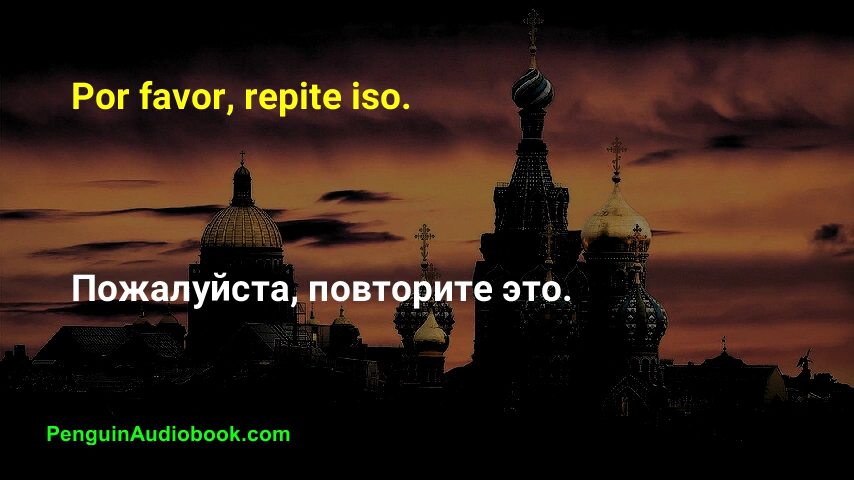 Por favor, repite iso.
Пожалуйста, повторите это.
PenguinAudiobook.com